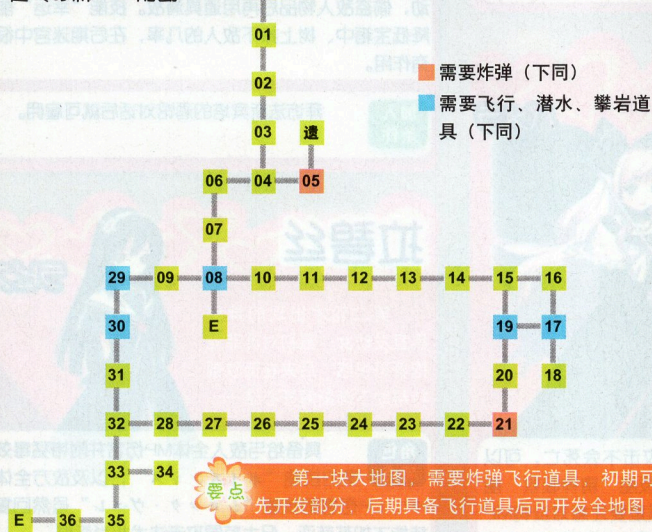 01
02
需要炸弹（下同）
需要飞行、潜水、攀岩道
具（下同）
03 遗
06 04 05
07
29 09 08 10 11 12 13 14 15 16
30 E 19 17
31 20 18
32 28 27 26 25 24 23 22 21
33 34
要点
第一块大地图，需要炸弹飞行道具，初期可
先开发部分，后期具备飞行道具后可开发全地图
E 36 35